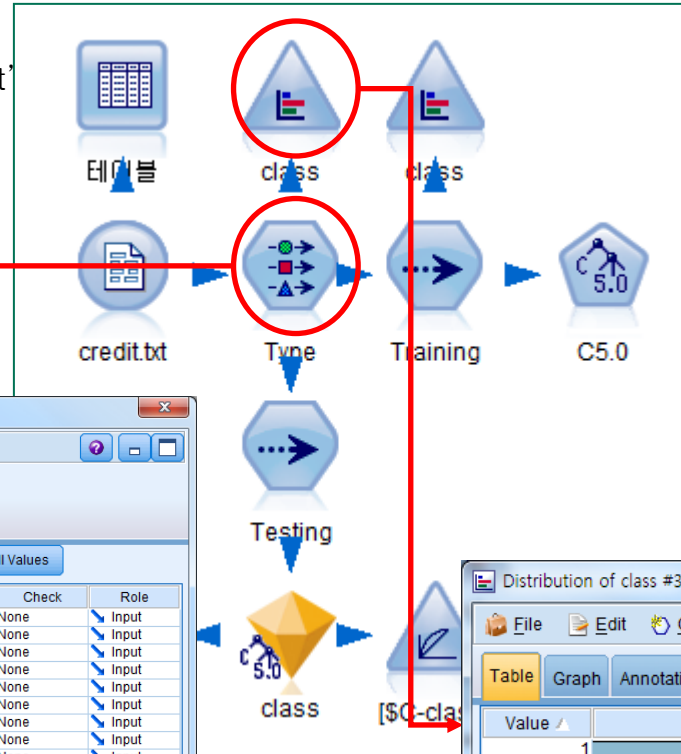 t'
테이블
class
class
credit.txt
Type
Training
C5.0
Testing
class
[$C-clas
ll Values
Check Role
None Input
None Input
None Input
None Input
None Input
None Input
None Input
None Input
Distribution of class #3
File Edit
Table Graph Annotati
Value
1
C 5.0
C 5.0